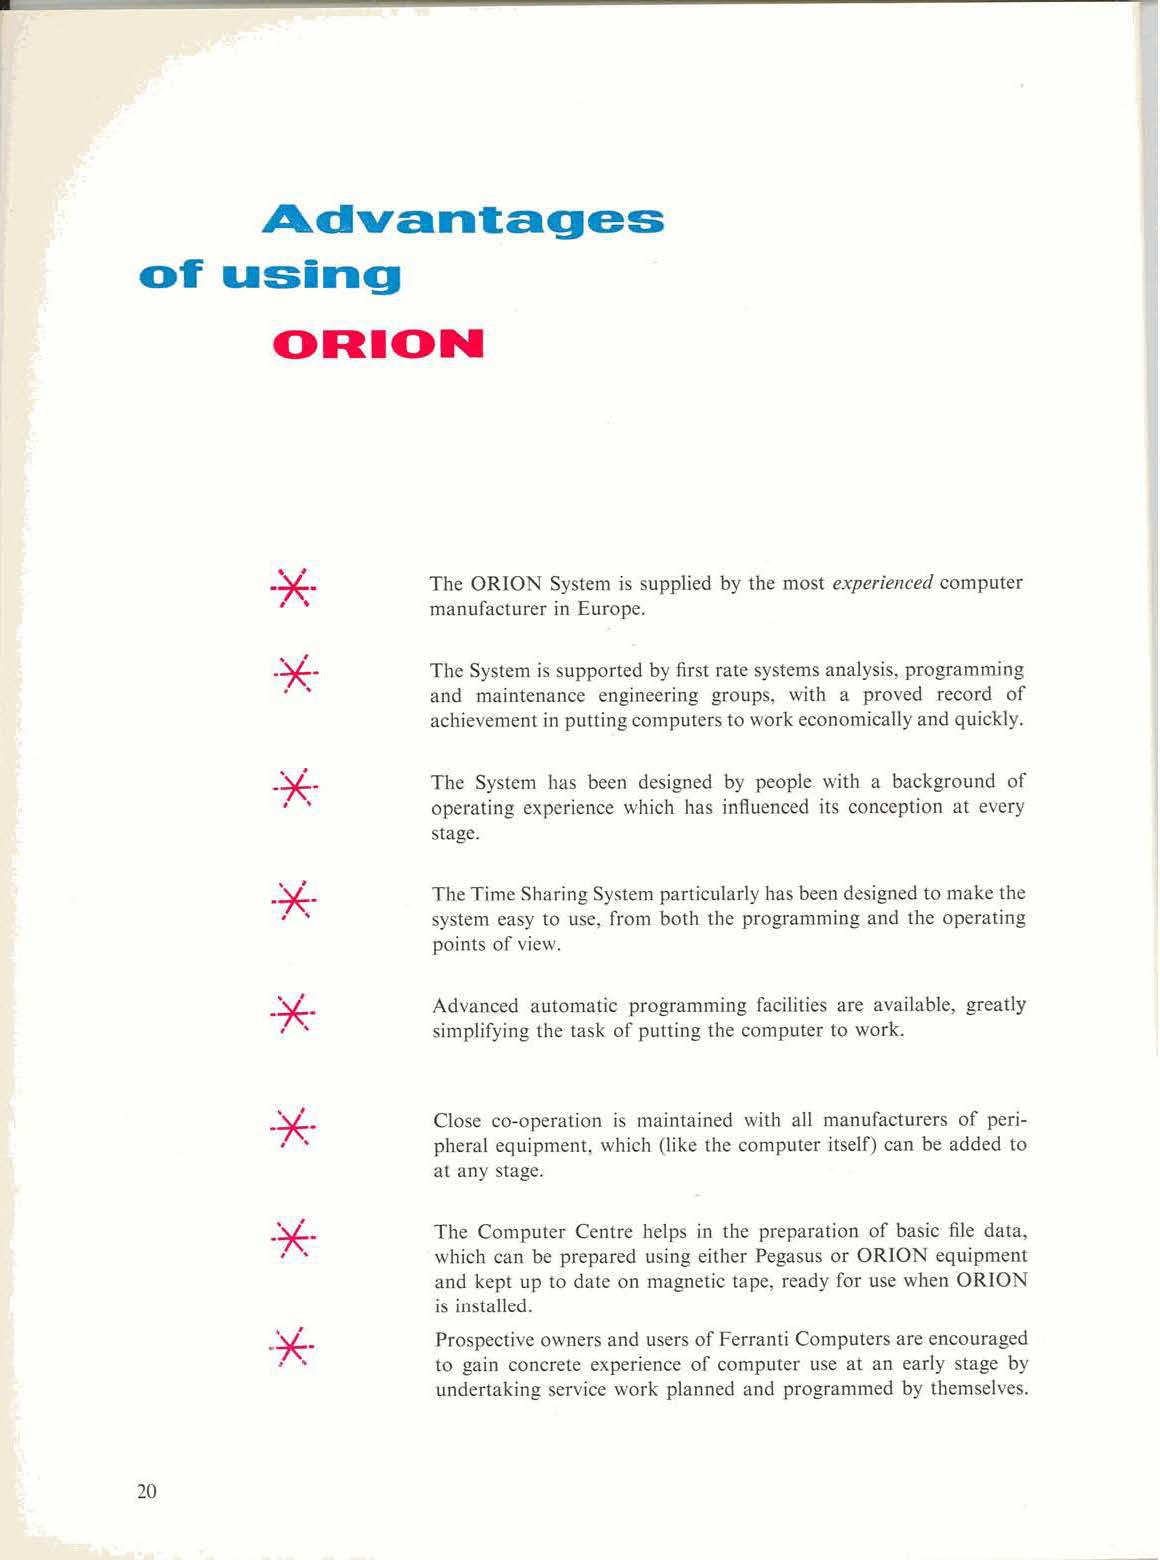 Advantages
of using
ORION
The ORION System is supplied by the most experienced computer
manufacturer in Europe.
The System is supported by first rate systems analysis, programming
and maintenance engineering groups, with a proved record of
achievement in putting computers to work economically and quickly.
The System has been designed by people with a background of
operating experience which has influenced its conception at every
stage.
The Time Sharing System particularly has been designed to make the
system easy to use, from both the programming and the operating
points of view.
Advanced automatic programming facilities are available, greatly
simplifying the task of putting the computer to work.
Close co-operation is maintained with all manufacturers of peri-
pheral equipment, which (like the computer itself) can be added to
at any stage.
The Computer Centre helps in the preparation of basic file data,
which can be prepared using either Pegasus or ORION equipment
and kept up to date on magnetic tape, ready for use when ORION
is installed.
Prospective owners and users of Ferranti Computers are encouraged
to gain concrete experience of computer use at an early stage by
undertaking service work planned and programmed by themselves.
20